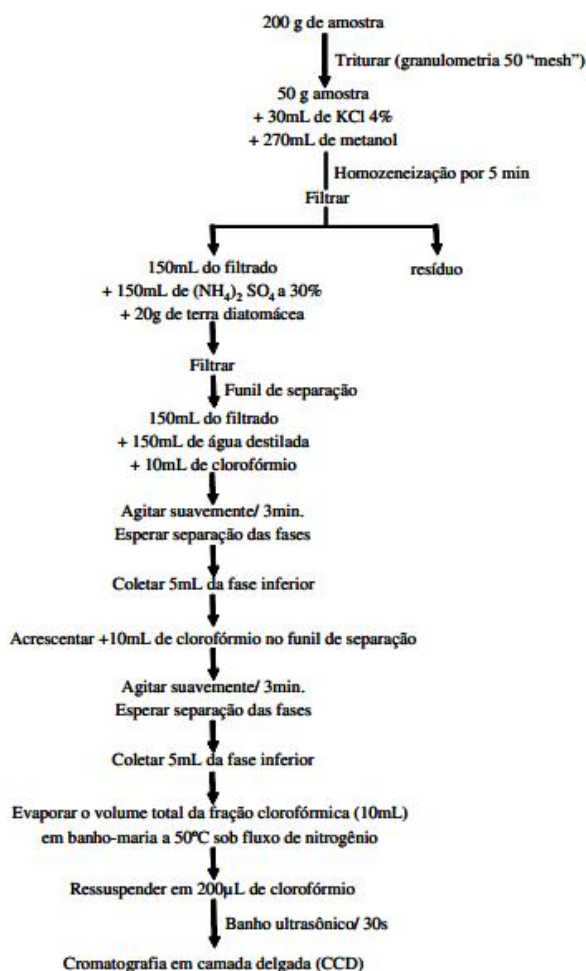 200 g de amostra
Triturar (granulometria 50 “mesh”)
50 g amostra
+ 30mL de KCl 4%
+ 270mL de metanol
Homozeneização por 5 min
Filtrar
150mL do filtrado
+ 150mL de (NH₄)₂ SO₄ a 30%
+ 20g de terra diatomácea
resíduo
Filtrar
Funil de separação
150mL do filtrado
+ 150mL de água destilada
+ 10mL de clorofórmio
Agitar suavemente/ 3min.
Esperar separação das fases
Coletar 5mL da fase inferior
Acrescentar +10mL de clorofórmio no funil de separação
Agitar suavemente/ 3min.
Esperar separação das fases
Coletar 5mL da fase inferior
Evaporar o volume total da fração clorofórmica (10mL)
em banho-maria a 50ºC sob fluxo de nitrogênio
Ressuspender em 200µL de clorofórmio
Banho ultrasônico/ 30s
Cromatografia em camada delgada (CCD)